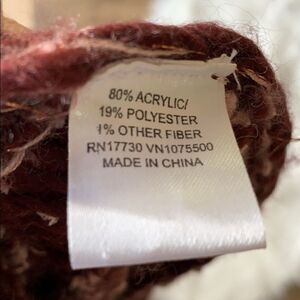 80% ACRYLIC/
19% POLYESTER
1% OTHER FIBER
RN17730 VN1075500
MADE IN CHINA